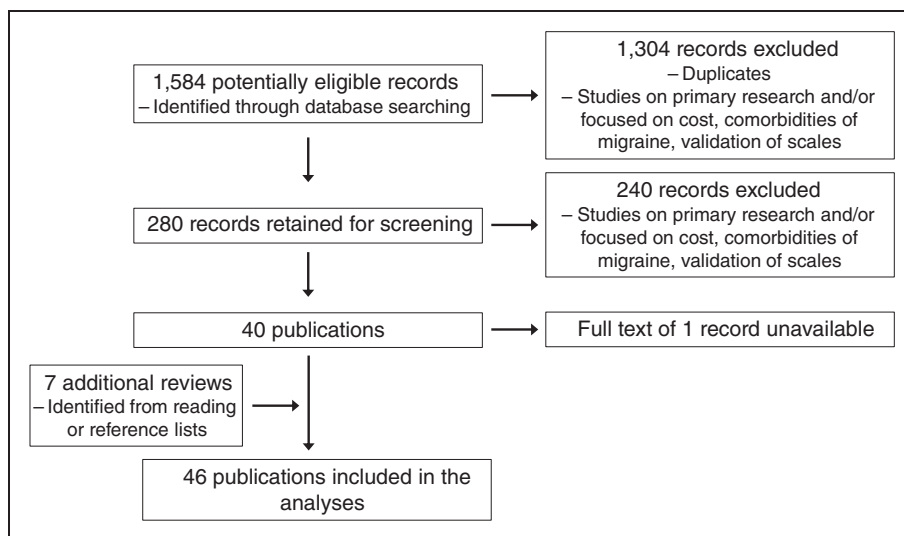 1,584 potentially eligible records
– Identified through database searching
1,304 records excluded
– Duplicates
– Studies on primary research and/or
focused on cost, comorbidities of
migraine, validation of scales
280 records retained for screening
240 records excluded
– Studies on primary research and/or
focused on cost, comorbidities of
migraine, validation of scales
40 publications
Full text of 1 record unavailable
7 additional reviews
– Identified from reading
or reference lists
46 publications included in the
analyses